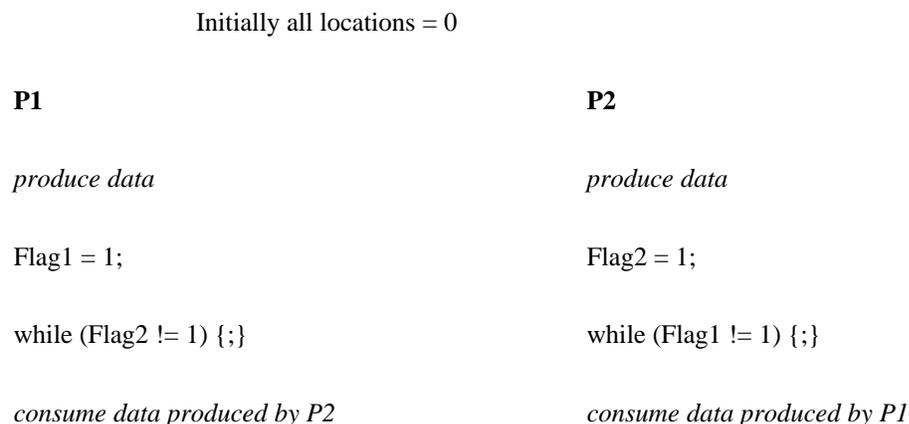 Initially all locations = 0
P1
produce data
Flag1 = 1;
while (Flag2 != 1) {;}
consume data produced by P2
P2
produce data
Flag2 = 1;
while (Flag1 != 1) {;}
consume data produced by P1